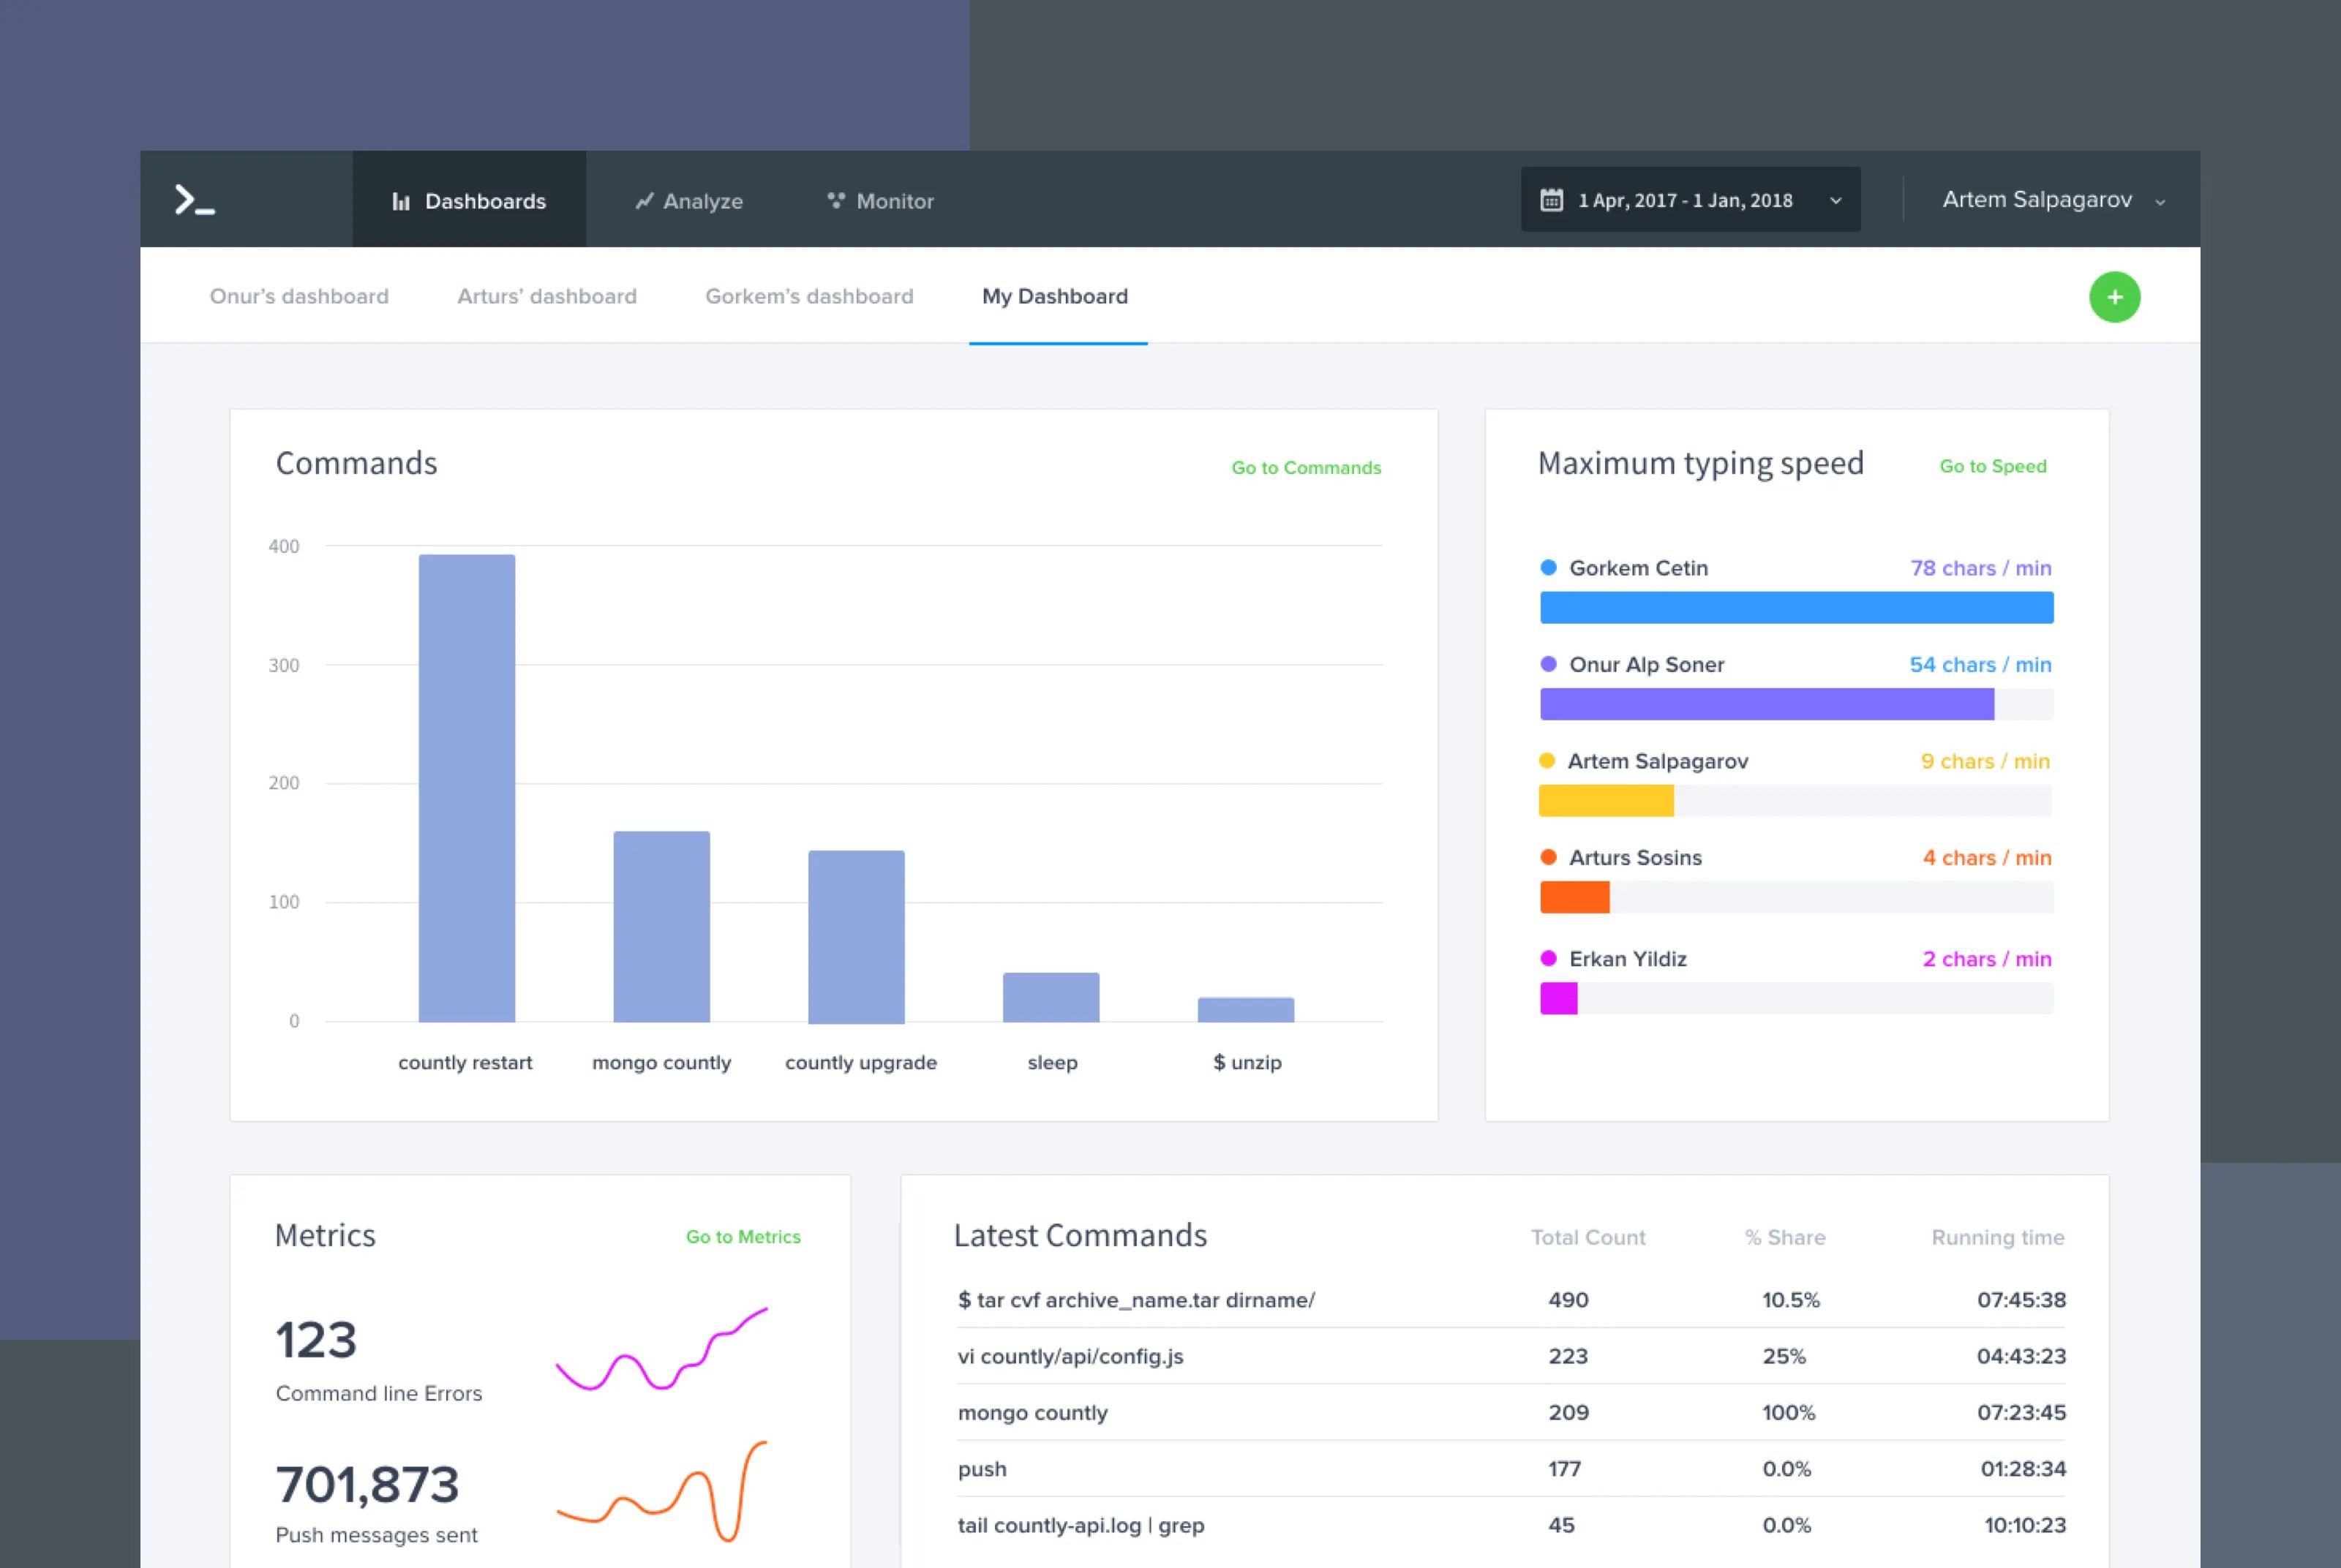 Dashboards
Analyze
Monitor
1 Apr, 2017 - 1 Jan, 2018
Artem Salpagarov
Onur’s dashboard
Arturs’ dashboard
Gorkem’s dashboard
My Dashboard
+
Commands
Go to Commands
400
300
200
100
0
countly restart
mongo countly
countly upgrade
sleep
$ unzip
Maximum typing speed
Go to Speed
Gorkem Cetin
78 chars / min
Onur Alp Soner
54 chars / min
Artem Salpagarov
9 chars / min
Arturs Sosins
4 chars / min
Erkan Yildiz
2 chars / min
Metrics
Go to Metrics
123
Command line Errors
701,873
Push messages sent
Latest Commands Total Count % Share Running time
$ tar cvf archive_name.tar dirname/ 490 10.5% 07:45:38
vi countly/api/config.js 223 25% 04:43:23
mongo countly 209 100% 07:23:45
push 177 0.0% 01:28:34
tail countly-api.log | grep 45 0.0% 10:10:23